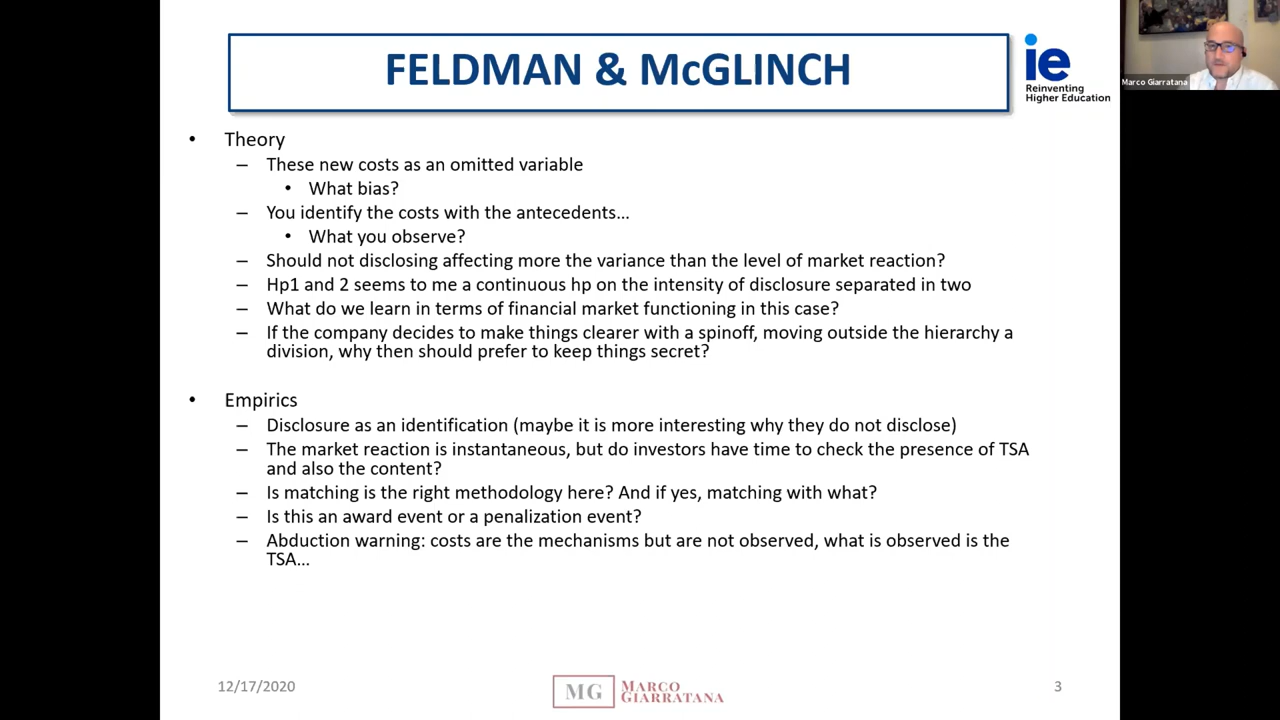 FELDMAN & McGLINCH
ie
Reinventing
Higher Education
Marco Giarratana
• Theory
– These new costs as an omitted variable
• What bias?
– You identify the costs with the antecedents...
• What you observe?
– Should not disclosing affecting more the variance than the level of market reaction?
– Hp1 and 2 seems to me a continuous hp on the intensity of disclosure separated in two
– What do we learn in terms of financial market functioning in this case?
– If the company decides to make things clearer with a spinoff, moving outside the hierarchy a
division, why then should prefer to keep things secret?
• Empirics
– Disclosure as an identification (maybe it is more interesting why they do not disclose)
– The market reaction is instantaneous, but do investors have time to check the presence of TSA
and also the content?
– Is matching is the right methodology here? And if yes, matching with what?
– Is this an award event or a penalization event?
– Abduction warning: costs are the mechanisms but are not observed, what is observed is the
TSA...
12/17/2020
MG
MARCO
GIARRATANA
3